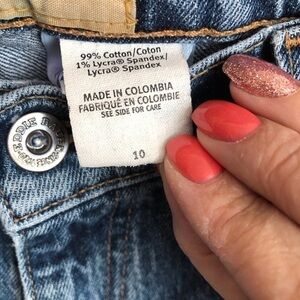 99% Cotton/Coton
1% Lycra® Spandex/
Lycra® Spandex
MADE IN COLOMBIA
FABRIQUÉ EN COLOMBIE
SEE SIDE FOR CARE
10
EDDIE